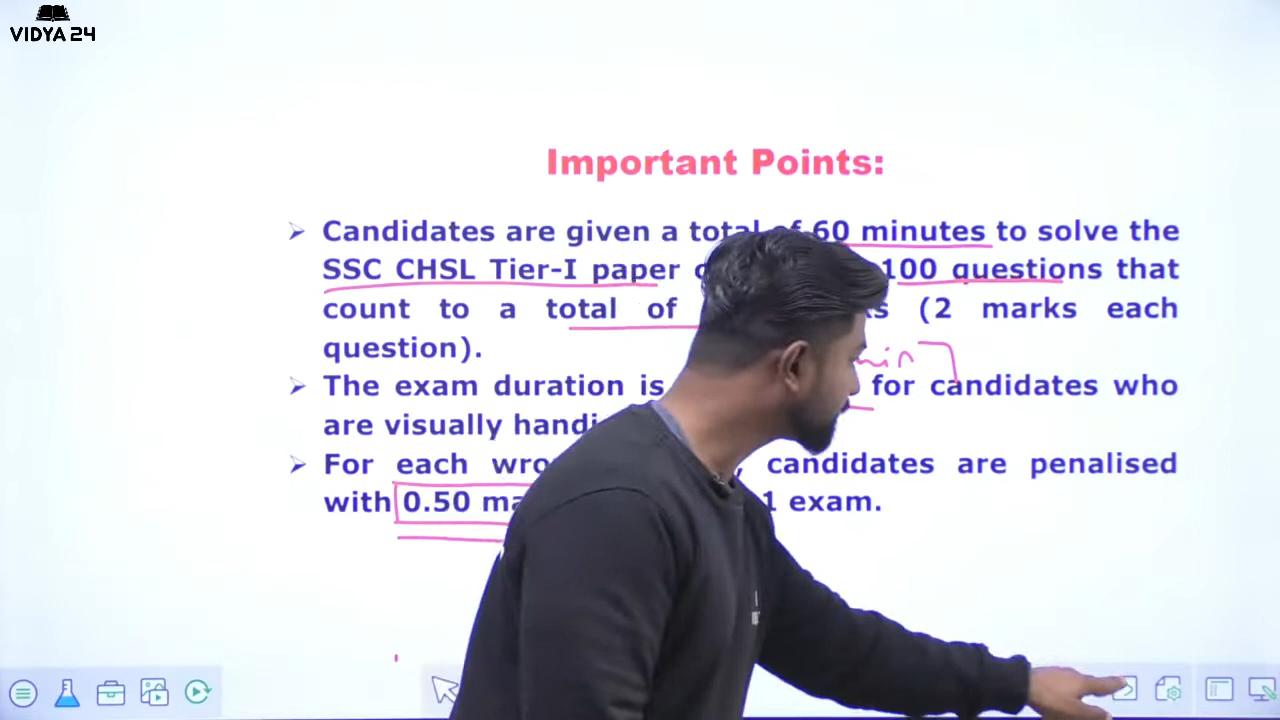 VIDYA 24
Important Points:
Candidates are given a total of 60 minutes to solve the
SSC CHSL Tier-I paper 100 questions that
count to a total of (2 marks each
question).
min
The exam duration is for candidates who
are visually
For each candidates are penalised
with 0.50 1 exam.